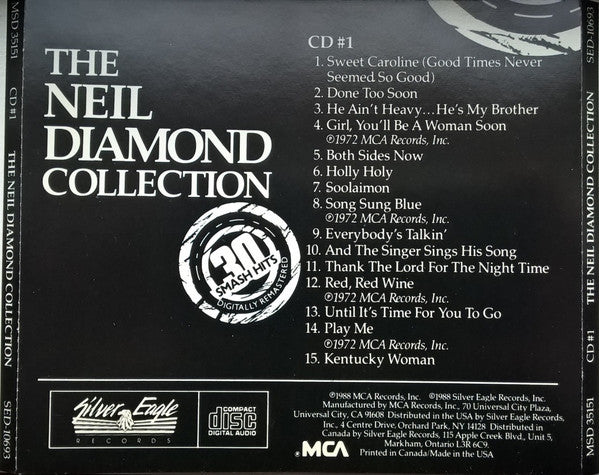 MSD 35151 CD #1 THE NEIL DIAMOND COLLECTION SED-10693
THE
NEIL
DIAMOND
COLLECTION
30
SMASH HITS
DIGITALLY REMASTERED
CD #1
1. Sweet Caroline (Good Times Never
Seemed So Good)
2. Done Too Soon
3. He Ain't Heavy...He's My Brother
4. Girl, You'll Be A Woman Soon
℗1972 MCA Records, Inc.
5. Both Sides Now
6. Holly Holy
7. Soolaimon
8. Song Sung Blue
℗1972 MCA Records, Inc.
9. Everybody's Talkin'
10. And The Singer Sings His Song
11. Thank The Lord For The Night Time
12. Red, Red Wine
℗1972 MCA Records, Inc.
13. Until It's Time For You To Go
14. Play Me
℗1972 MCA Records, Inc.
15. Kentucky Woman
Silver Eagle
RECORDS
COMPACT
disc
DIGITAL AUDIO
MCA
℗1988 MCA Records, Inc. ©1988 Silver Eagle Records, Inc.
Manufactured by MCA Records, Inc., 70 Universal City Plaza,
Universal City, CA 91608 Distributed in the USA by Silver Eagle Records,
Inc., 4 Centre Drive, Orchard Park, NY 14128 Distributed in
Canada by Silver Eagle Records, 115 Apple Creek Blvd., Unit 5,
Markham, Ontario L3R 6C9.
Printed in Canada/Made in the USA
SED-10693 THE NEIL DIAMOND COLLECTION CD #1 MSD 35151